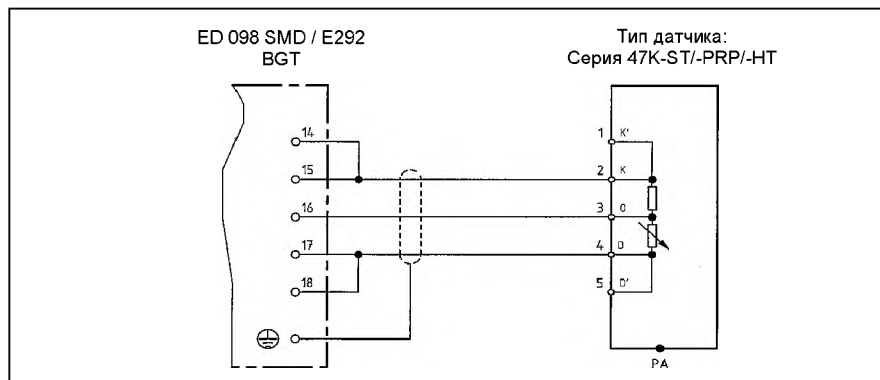 ED 098 SMD / E292
BGT
Тип датчика:
Серия 47K-ST/-PRP/-HT
14
15
16
17
18
1 K'
2 K
3 0
4 D
5 D'
PA